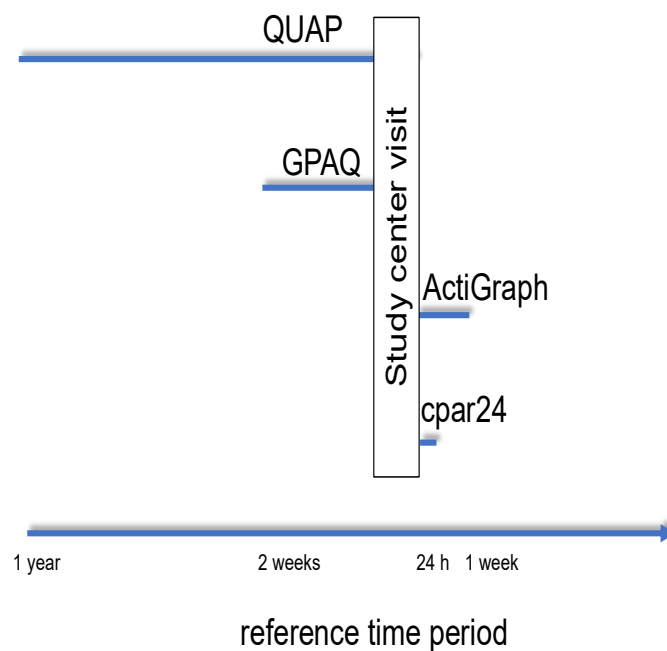 QUAP
GPAQ
Study center visit
ActiGraph
cpar24
1 year 2 weeks 24 h 1 week
reference time period